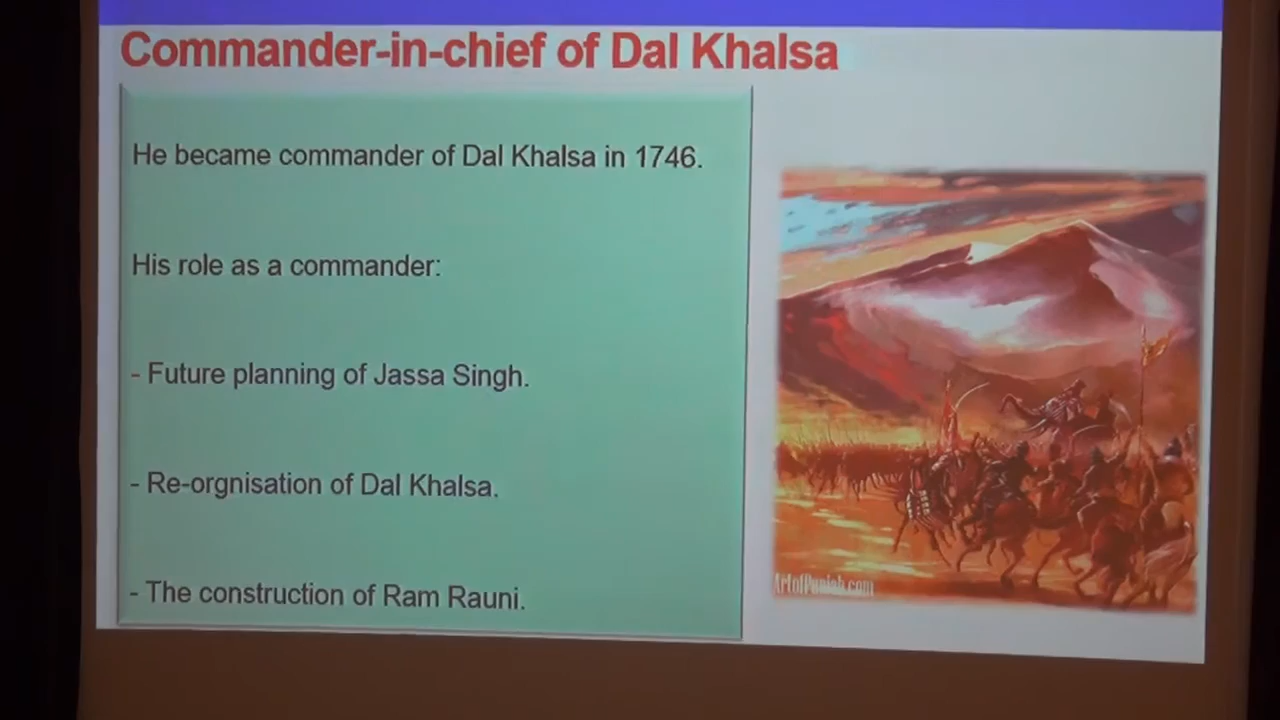 Commander-in-chief of Dal Khalsa
He became commander of Dal Khalsa in 1746.
His role as a commander:
- Future planning of Jassa Singh.
- Re-orgnisation of Dal Khalsa.
- The construction of Ram Rauni.
ArtofPunjab.com